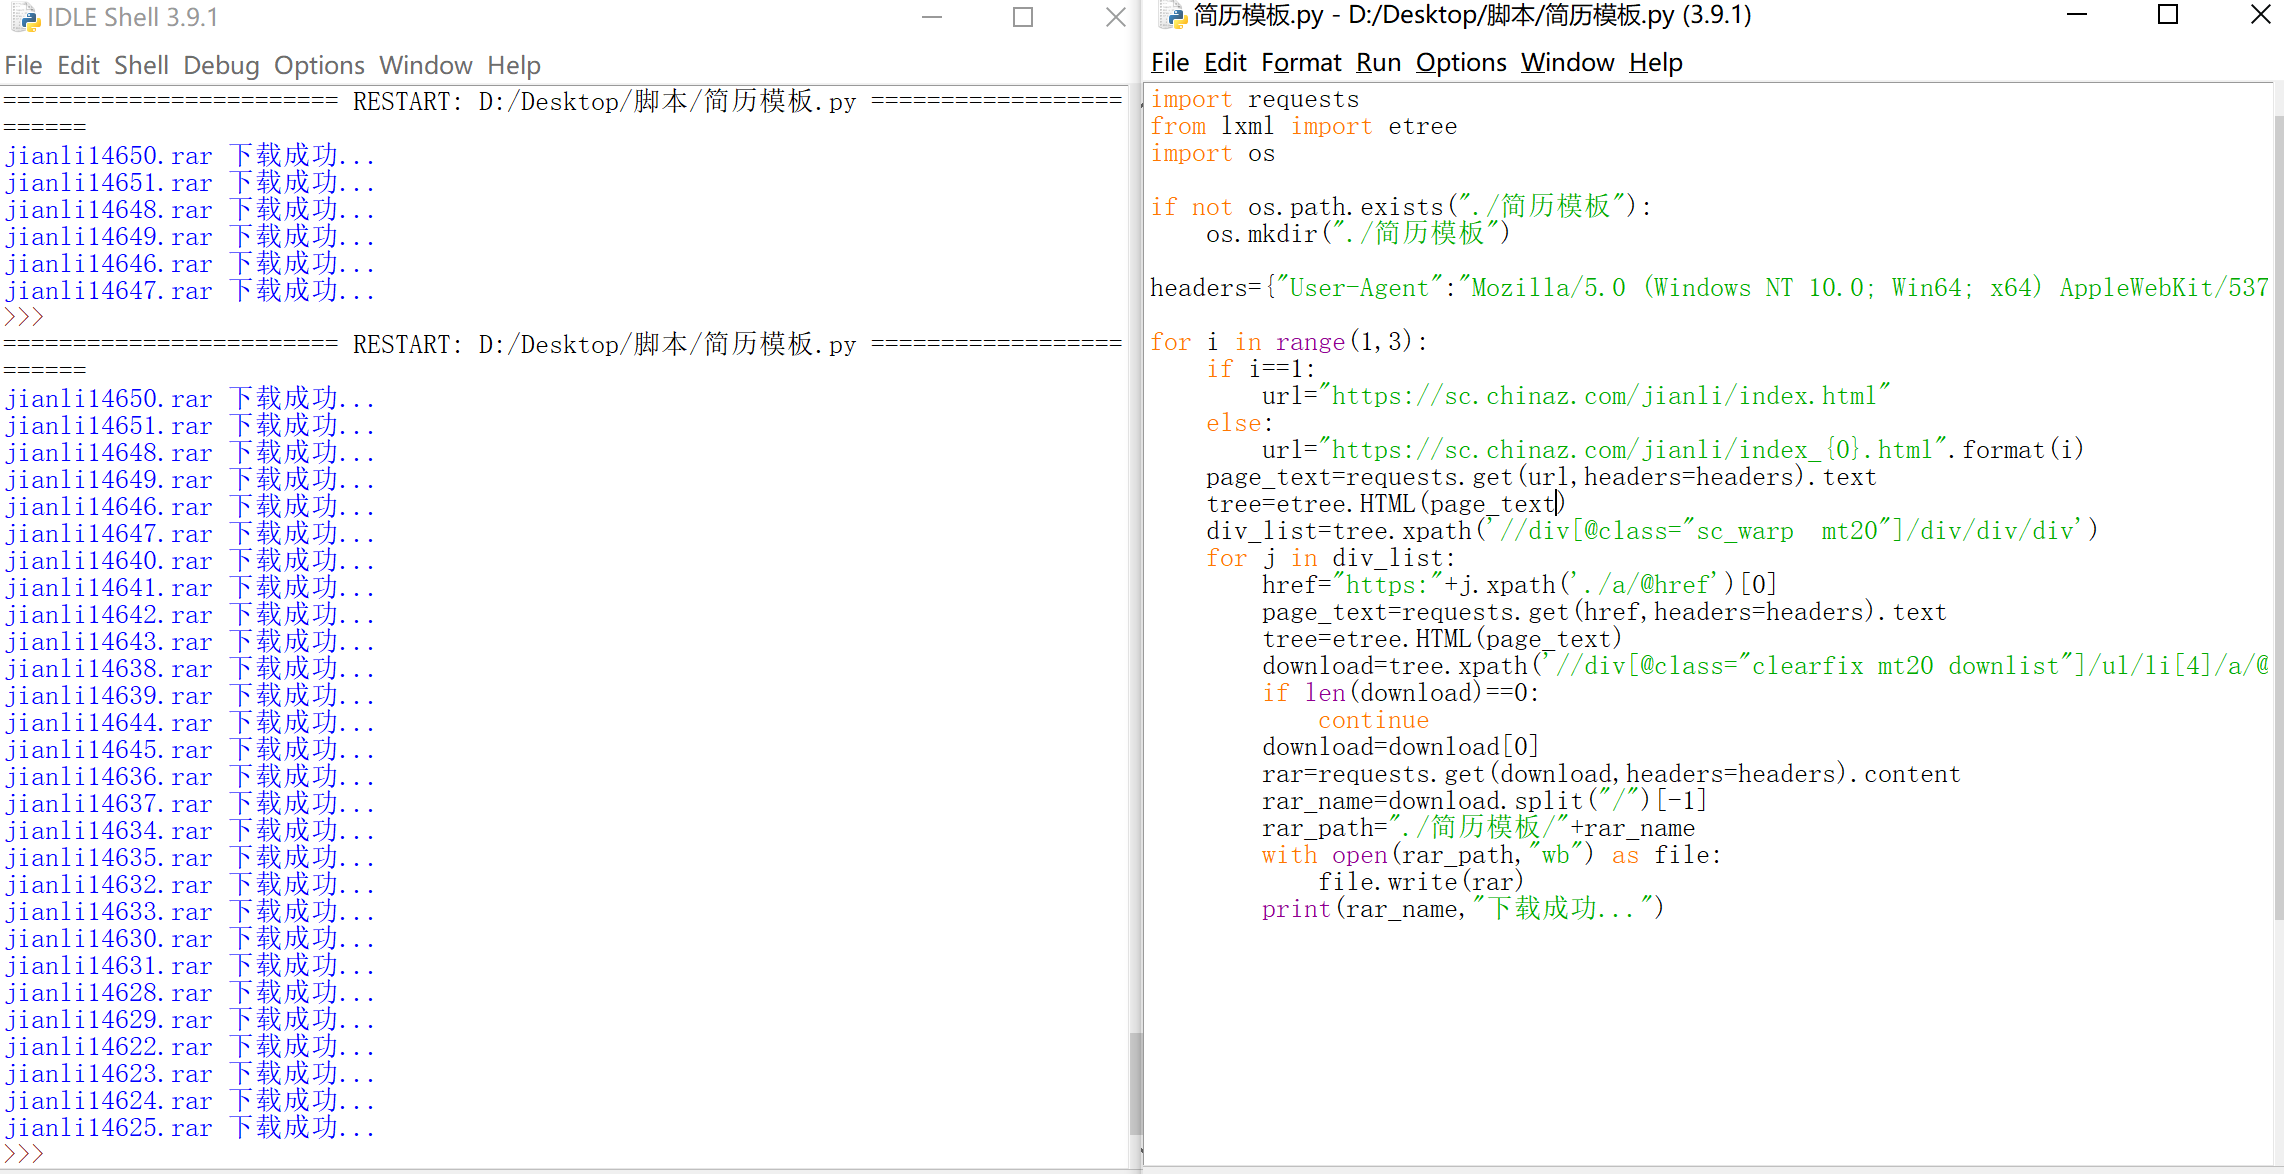 IDLE Shell 3.9.1
File Edit Shell Debug Options Window Help
======================== RESTART: D:/Desktop/脚本/简历模板.py ==================
======
jianli14650.rar 下载成功...
jianli14651.rar 下载成功...
jianli14648.rar 下载成功...
jianli14649.rar 下载成功...
jianli14646.rar 下载成功...
jianli14647.rar 下载成功...
>>>
======================== RESTART: D:/Desktop/脚本/简历模板.py ==================
======
jianli14650.rar 下载成功...
jianli14651.rar 下载成功...
jianli14648.rar 下载成功...
jianli14649.rar 下载成功...
jianli14646.rar 下载成功...
jianli14647.rar 下载成功...
jianli14640.rar 下载成功...
jianli14641.rar 下载成功...
jianli14642.rar 下载成功...
jianli14643.rar 下载成功...
jianli14638.rar 下载成功...
jianli14639.rar 下载成功...
jianli14644.rar 下载成功...
jianli14645.rar 下载成功...
jianli14636.rar 下载成功...
jianli14637.rar 下载成功...
jianli14634.rar 下载成功...
jianli14635.rar 下载成功...
jianli14632.rar 下载成功...
jianli14633.rar 下载成功...
jianli14630.rar 下载成功...
jianli14631.rar 下载成功...
jianli14628.rar 下载成功...
jianli14629.rar 下载成功...
jianli14622.rar 下载成功...
jianli14623.rar 下载成功...
jianli14624.rar 下载成功...
jianli14625.rar 下载成功...
>>>
简历模板.py - D:/Desktop/脚本/简历模板.py (3.9.1)
File Edit Format Run Options Window Help
import requests
from lxml import etree
import os
if not os.path.exists("./简历模板"):
    os.mkdir("./简历模板")
headers={"User-Agent":"Mozilla/5.0 (Windows NT 10.0; Win64; x64) AppleWebKit/537
for i in range(1,3):
    if i==1:
        url="https://sc.chinaz.com/jianli/index.html"
    else:
        url="https://sc.chinaz.com/jianli/index_{0}.html".format(i)
    page_text=requests.get(url,headers=headers).text
    tree=etree.HTML(page_text)
    div_list=tree.xpath('//div[@class="sc_warp  mt20"]/div/div/div')
    for j in div_list:
        href="https:"+j.xpath('./a/@href')[0]
        page_text=requests.get(href,headers=headers).text
        tree=etree.HTML(page_text)
        download=tree.xpath('//div[@class="clearfix mt20 downlist"]/ul/li[4]/a/@
        if len(download)==0:
            continue
        download=download[0]
        rar=requests.get(download,headers=headers).content
        rar_name=download.split("/")[-1]
        rar_path="./简历模板/"+rar_name
        with open(rar_path,"wb") as file:
            file.write(rar)
        print(rar_name,"下载成功...")